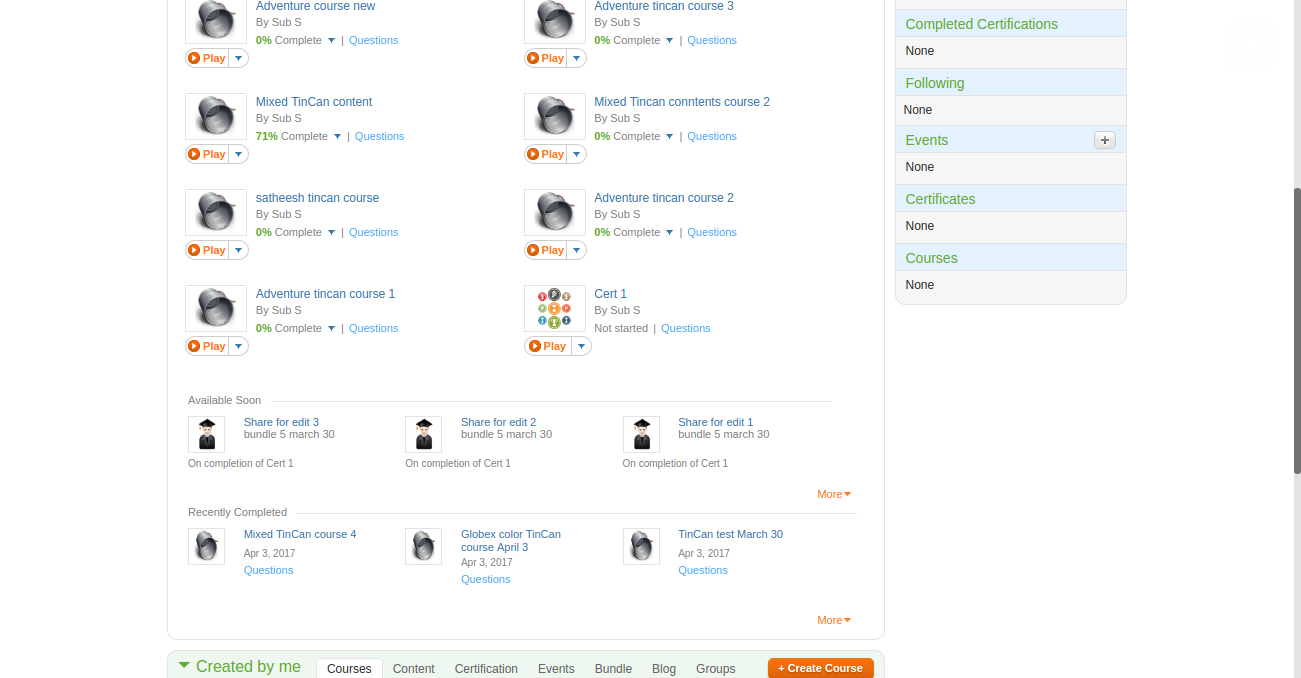 Adventure course new
By Sub S
0% Complete | Questions
Play
Adventure tincan course 3
By Sub S
0% Complete | Questions
Play
Mixed TinCan content
By Sub S
71% Complete | Questions
Play
Mixed Tincan conntents course 2
By Sub S
0% Complete | Questions
Play
satheesh tincan course
By Sub S
0% Complete | Questions
Play
Adventure tincan course 2
By Sub S
0% Complete | Questions
Play
Adventure tincan course 1
By Sub S
0% Complete | Questions
Play
Cert 1
By Sub S
Not started | Questions
Play
Available Soon
Share for edit 3
bundle 5 march 30
On completion of Cert 1
Share for edit 2
bundle 5 march 30
On completion of Cert 1
Share for edit 1
bundle 5 march 30
On completion of Cert 1
More
Recently Completed
Mixed TinCan course 4
Apr 3, 2017
Questions
Globex color TinCan
course April 3
Apr 3, 2017
Questions
TinCan test March 30
Apr 3, 2017
Questions
More
Created by me
Courses
Content
Certification
Events
Bundle
Blog
Groups
+ Create Course
Completed Certifications
None
Following
None
Events
+
None
Certificates
None
Courses
None